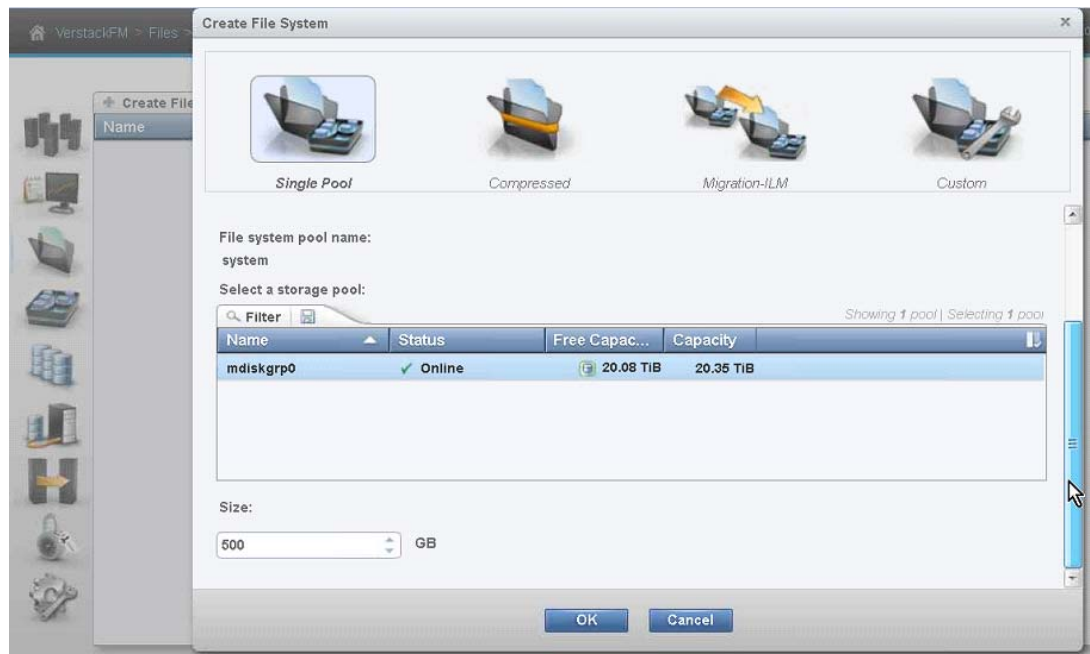 VerstackFM > Files >
Create File System
Create File
Name
Single Pool
Compressed
Migration-ILM
Custom
File system pool name:
system
Select a storage pool:
Filter
Showing 1 pool | Selecting 1 pool
Name Status Free Capac... Capacity
mdiskgrp0 Online 20.08 TiB 20.35 TiB
Size:
500 GB
OK Cancel